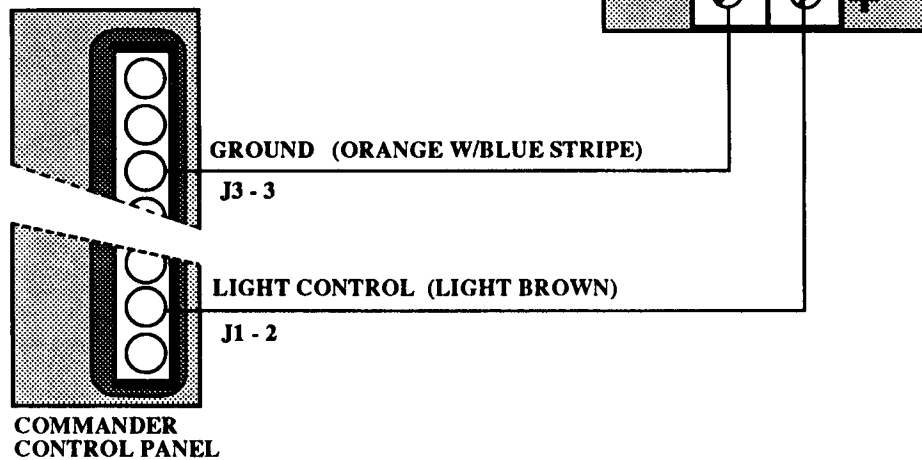 +
GROUND (ORANGE W/BLUE STRIPE)
J3 - 3
LIGHT CONTROL (LIGHT BROWN)
J1 - 2
COMMANDER
CONTROL PANEL